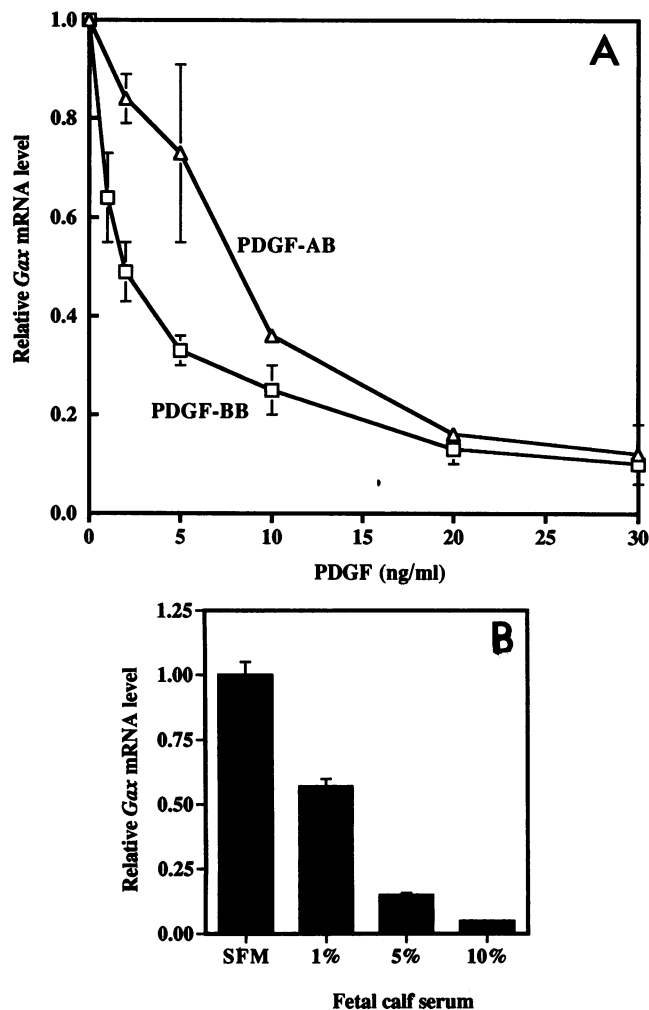 A
1.0
0.8
0.6
0.4
0.2
0.0
Relative Gax mRNA level
PDGF-AB
PDGF-BB
0 5 10 15 20 25 30
PDGF (ng/ml)
B
1.25
1.00
0.75
0.50
0.25
0.00
Relative Gax mRNA level
SFM 1% 5% 10%
Fetal calf serum